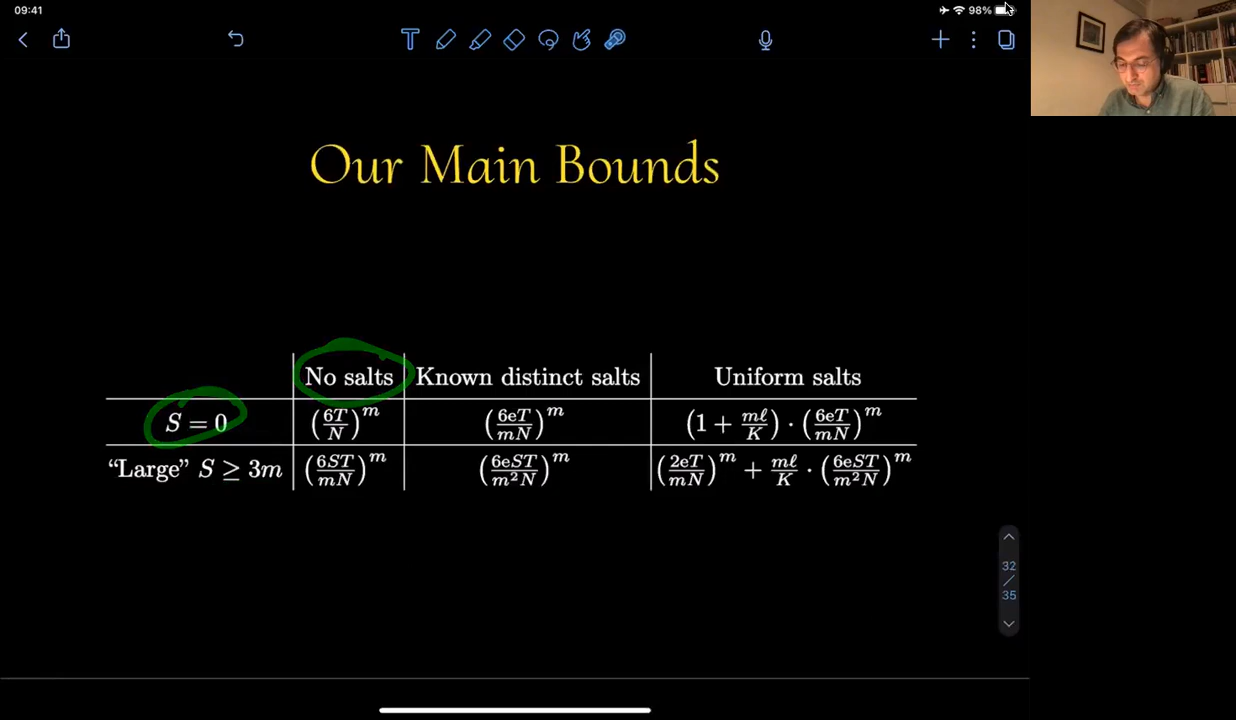 09:41
98%
T
Our Main Bounds
No salts Known distinct salts Uniform salts
S = 0 (6T/N)^m (6eT/mN)^m (1 + mℓ/K) · (6eT/mN)^m
“Large” S ≥ 3m (6ST/mN)^m (6eST/m²N)^m (2eT/mN)^m + mℓ/K · (6eST/m²N)^m
32
/
35